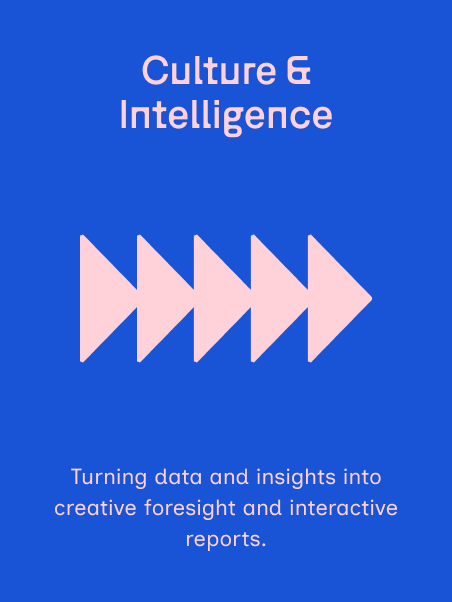 Culture &
Intelligence
Turning data and insights into
creative foresight and interactive
reports.